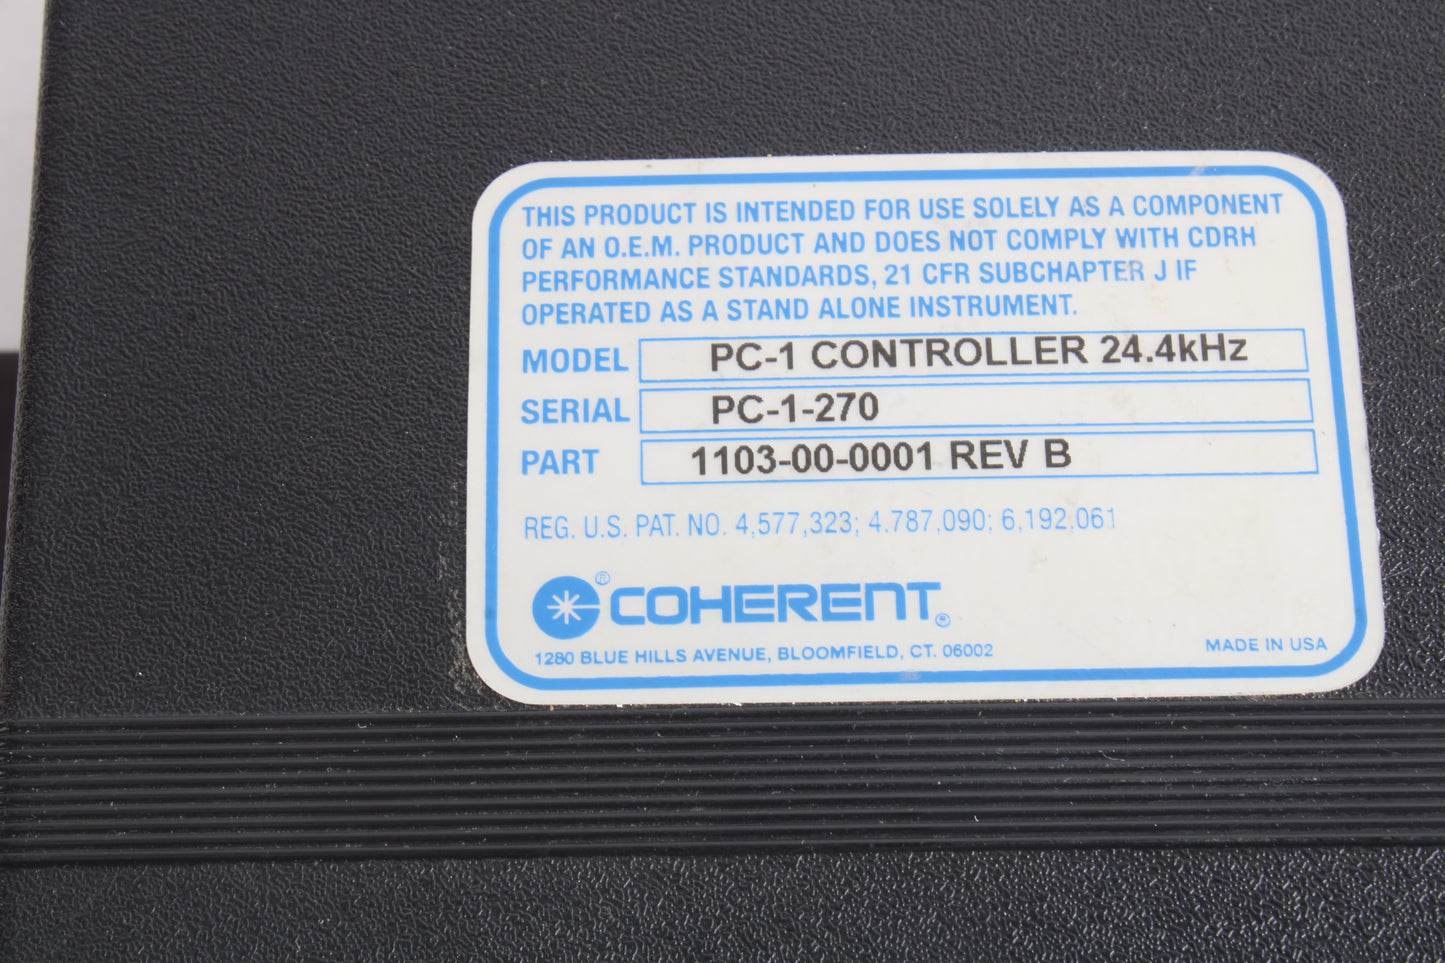 THIS PRODUCT IS INTENDED FOR USE SOLELY AS A COMPONENT
OF AN O.E.M. PRODUCT AND DOES NOT COMPLY WITH CDRH
PERFORMANCE STANDARDS, 21 CFR SUBCHAPTER J IF
OPERATED AS A STAND ALONE INSTRUMENT.
MODEL PC-1 CONTROLLER 24.4kHz
SERIAL PC-1-270
PART 1103-00-0001 REV B
REG. U.S. PAT. NO. 4,577,323; 4.787,090; 6,192,061
® COHERENT®
1280 BLUE HILLS AVENUE, BLOOMFIELD, CT. 06002
MADE IN USA